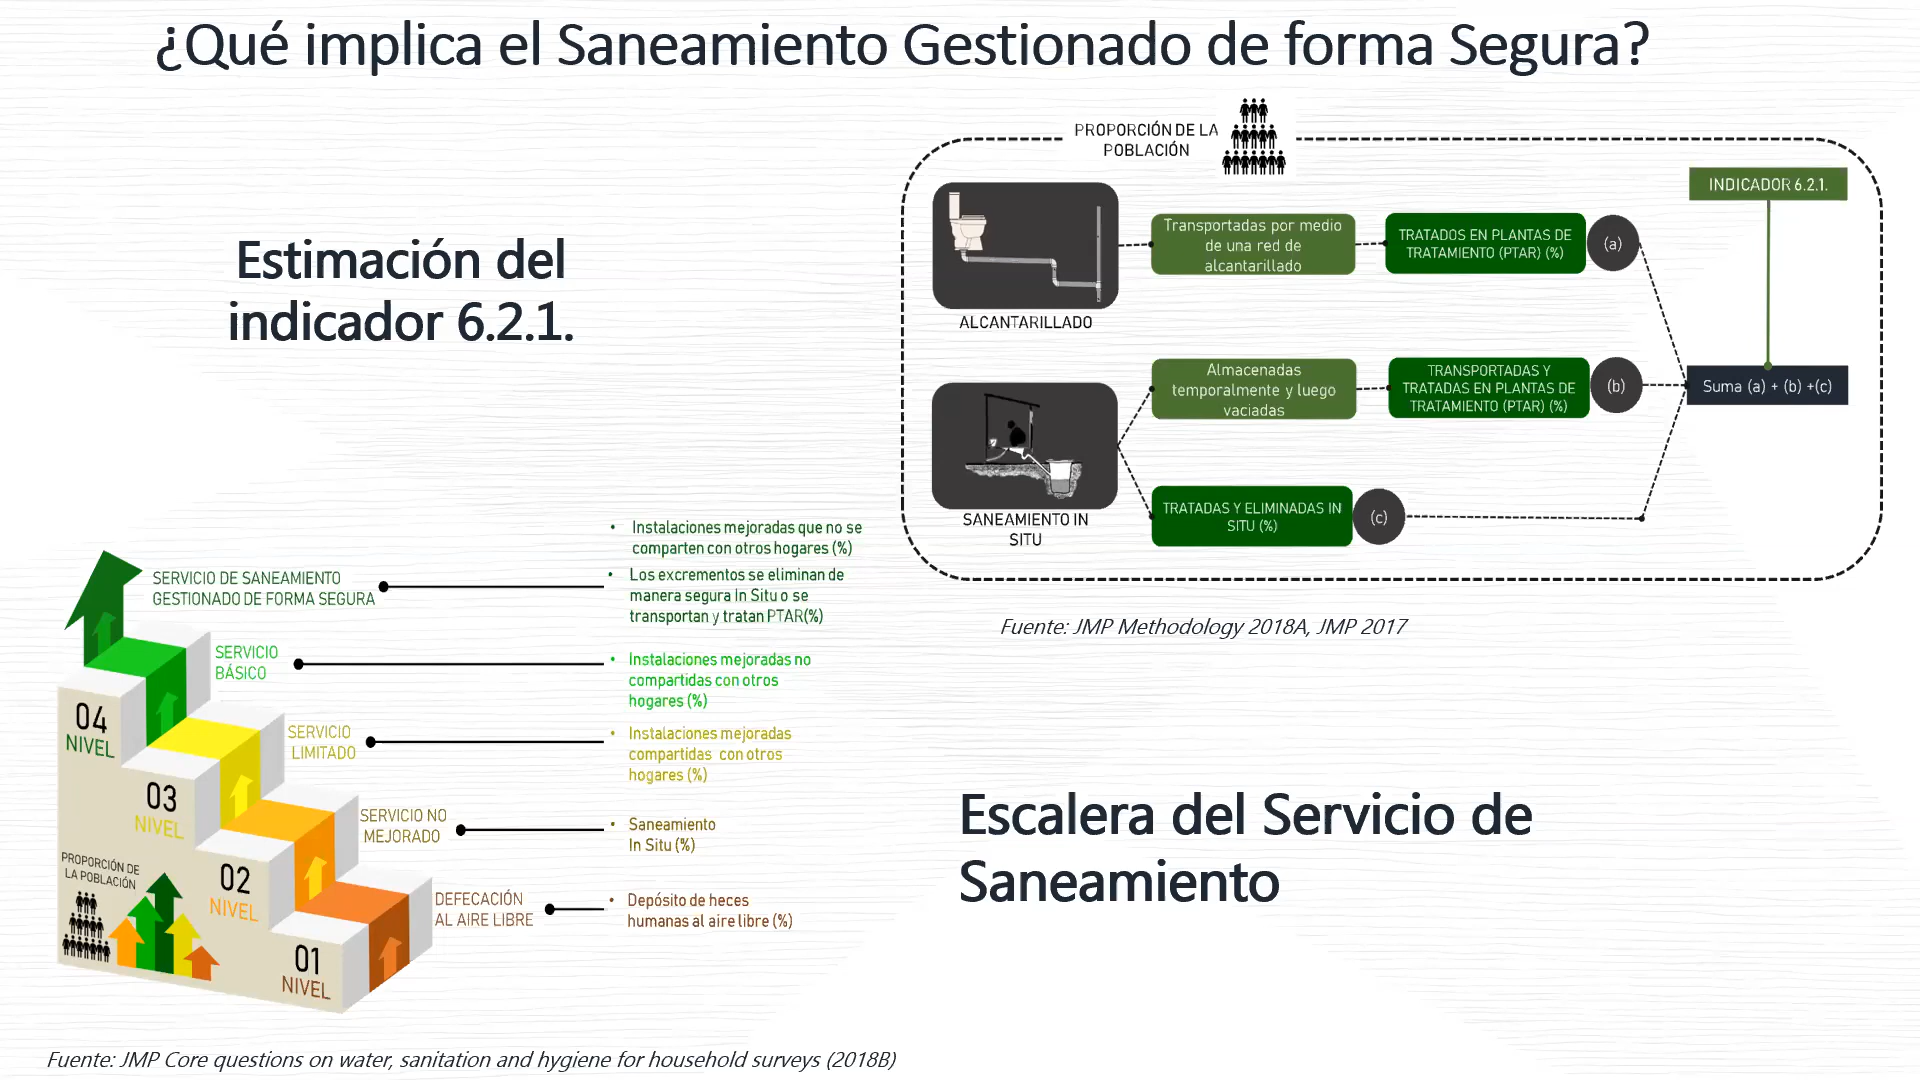 ¿Qué implica el Saneamiento Gestionado de forma Segura?
Estimación del
indicador 6.2.1.
PROPORCIÓN DE LA
POBLACIÓN
INDICADOR 6.2.1.
Transportadas por medio
de una red de
alcantarillado
TRATADOS EN PLANTAS DE
TRATAMIENTO (PTAR) (%)
(a)
ALCANTARILLADO
Almacenadas
temporalmente y luego
vaciadas
TRANSPORTADAS Y
TRATADAS EN PLANTAS DE
TRATAMIENTO (PTAR) (%)
(b)
Suma (a) + (b) +(c)
SANEAMIENTO IN
SITU
TRATADAS Y ELIMINADAS IN
SITU (%)
(c)
Fuente: JMP Methodology 2018A, JMP 2017
SERVICIO DE SANEAMIENTO
GESTIONADO DE FORMA SEGURA
• Instalaciones mejoradas que no se
comparten con otros hogares (%)
• Los excrementos se eliminan de
manera segura In Situ o se
transportan y tratan PTAR(%)
SERVICIO
BÁSICO
• Instalaciones mejoradas no
compartidas con otros
hogares (%)
SERVICIO
LIMITADO
• Instalaciones mejoradas
compartidas con otros
hogares (%)
SERVICIO NO
MEJORADO
• Saneamiento
In Situ (%)
DEFECACIÓN
AL AIRE LIBRE
• Depósito de heces
humanas al aire libre (%)
04
NIVEL
03
NIVEL
02
NIVEL
01
NIVEL
PROPORCIÓN DE
LA POBLACIÓN
Escalera del Servicio de
Saneamiento
Fuente: JMP Core questions on water, sanitation and hygiene for household surveys (2018B)